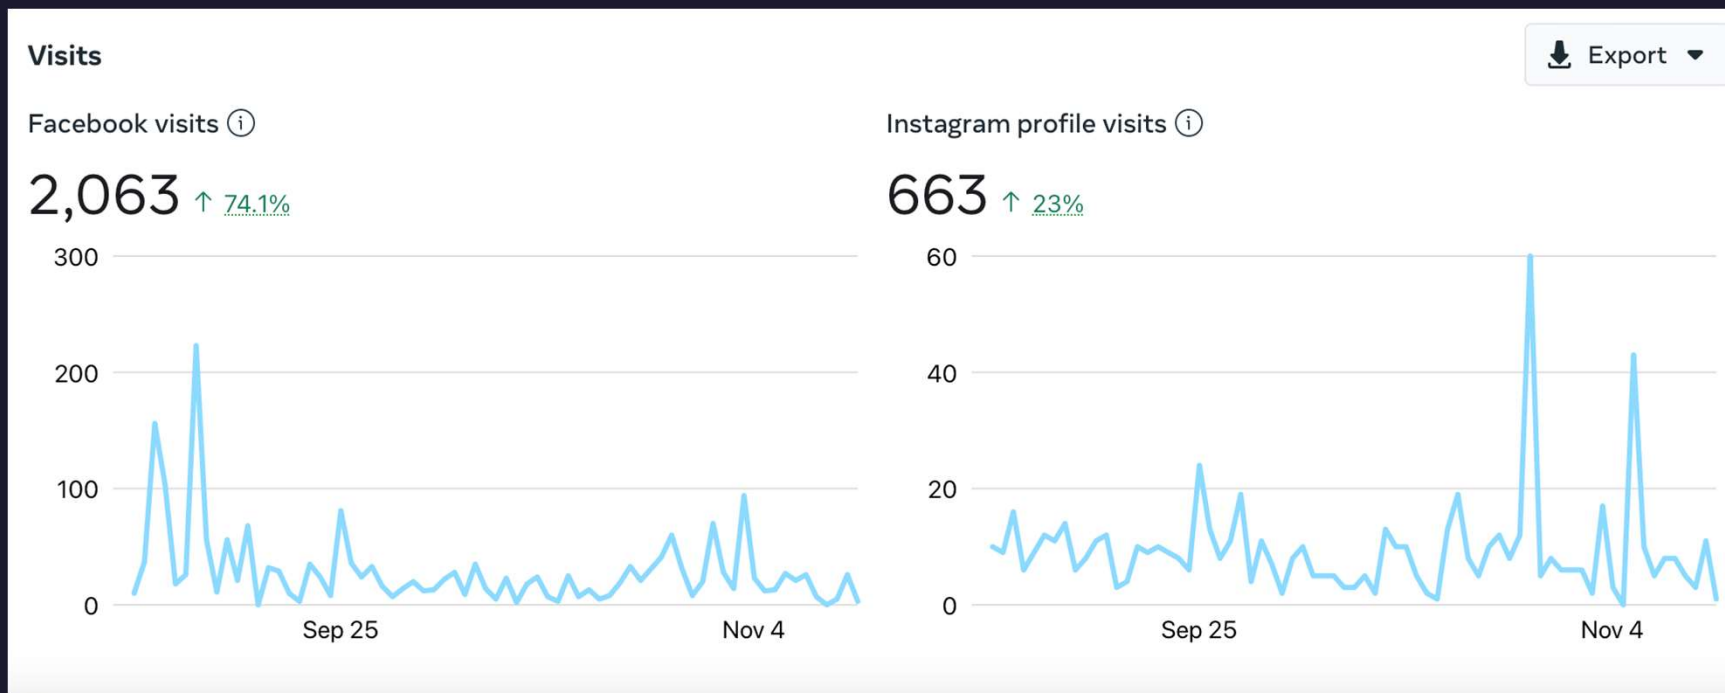 Visits
Export
Facebook visits
2,063 ↑ 74.1%
300
200
100
0
Sep 25 Nov 4
Instagram profile visits
663 ↑ 23%
60
40
20
0
Sep 25 Nov 4